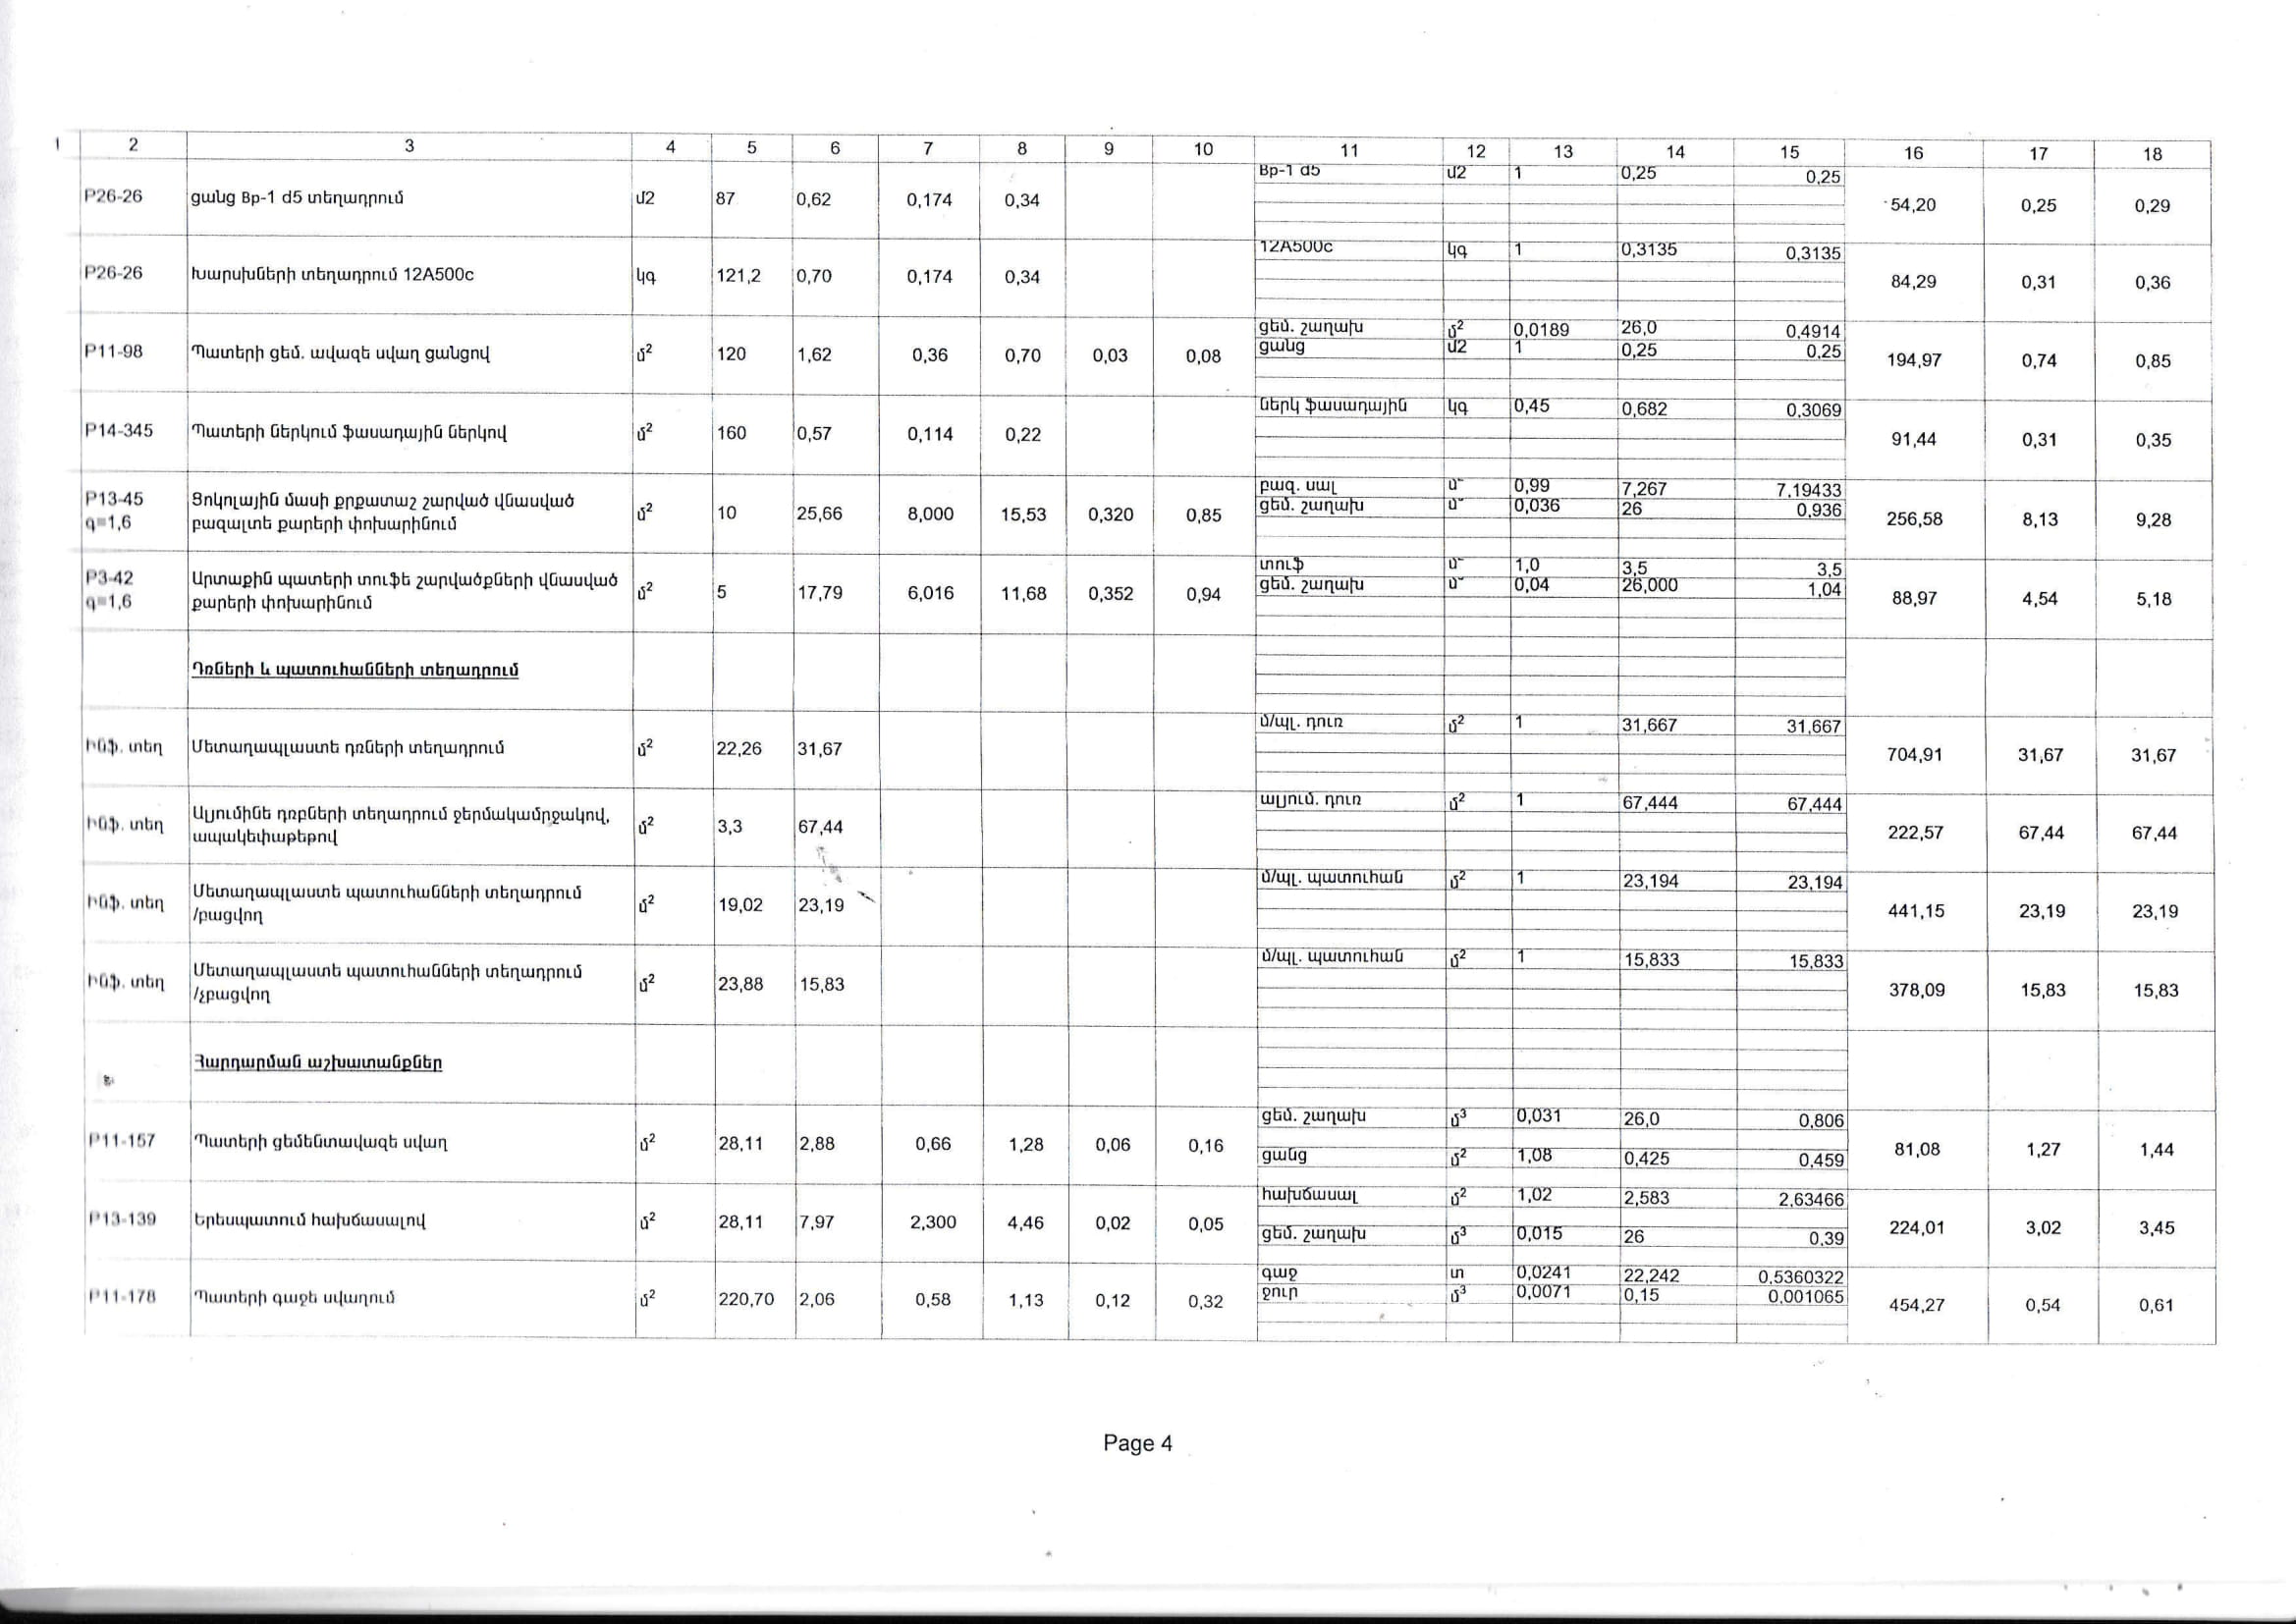 1 2 3 4 5 6 7 8 9 10 11 12 13 14 15 16 17 18
P26-26 ցանց Bp-1 d5 տեղադրում մ2 87 0,62 0,174 0,34 Bp-1 d5 մ2 1 0,25 0,25 54,20 0,25 0,29
P26-26 Խարսխների տեղադրում 12A500c կգ 121,2 0,70 0,174 0,34 12A500c կգ 1 0,3135 0,3135 84,29 0,31 0,36
P11-98 Պատերի ցեմ. ավազե սվաղ ցանցով մ² 120 1,62 0,36 0,70 0,03 0,08 ցեմ. շաղախ մ² 0,0189 26,0 0,4914 194,97 0,74 0,85
ցանց մ2 1 0,25 0,25
P14-345 Պատերի ներկում ֆասադային ներկով մ² 160 0,57 0,114 0,22 ներկ ֆասադային կգ 0,45 0,682 0,3069 91,44 0,31 0,35
P13-45 Ցոկոլային մասի քրքատաշ շարված վնասված բազ. սալ 0,99 7,267 7,19433
գ=1,6 բազալտե քարերի փոխարինում մ² 10 25,66 8,000 15,53 0,320 0,85 ցեմ. շաղախ 0,036 26 0,936 256,58 8,13 9,28
P3-42 Արտաքին պատերի տուֆե շարվածքների վնասված տուֆ 1,0 3,5 3,5
գ=1,6 քարերի փոխարինում մ² 5 17,79 6,016 11,68 0,352 0,94 ցեմ. շաղախ 0,04 26,000 1,04 88,97 4,54 5,18
Դռների և պատուհանների տեղադրում
Ինֆ. տեղ Մետաղապլաստե դռների տեղադրում մ² 22,26 31,67 մ/պլ. դուռ մ² 1 31,667 31,667 704,91 31,67 31,67
Ինֆ. տեղ Ալյումինե դռբների տեղադրում ջերմակամրջակով, մ² 3,3 67,44 ալյում. դուռ մ² 1 67,444 67,444 222,57 67,44 67,44
ապակեփաթեթով
Ինֆ. տեղ Մետաղապլաստե պատուհանների տեղադրում մ² 19,02 23,19 մ/պլ. պատուհան մ² 1 23,194 23,194 441,15 23,19 23,19
/բացվող
Ինֆ. տեղ Մետաղապլաստե պատուհանների տեղադրում մ² 23,88 15,83 մ/պլ. պատուհան մ² 1 15,833 15,833 378,09 15,83 15,83
/չբացվող
Հարդարման աշխատանքներ
P11-157 Պատերի ցեմենտավազե սվաղ մ² 28,11 2,88 0,66 1,28 0,06 0,16 ցեմ. շաղախ մ³ 0,031 26,0 0,806 81,08 1,27 1,44
ցանց մ² 1,08 0,425 0,459
P13-139 Երեսպատում հախճասալով մ² 28,11 7,97 2,300 4,46 0,02 0,05 հախճասալ մ² 1,02 2,583 2,63466 224,01 3,02 3,45
ցեմ. շաղախ մ³ 0,015 26 0,39
P11-178 Պատերի գաջե սվաղում մ² 220,70 2,06 0,58 1,13 0,12 0,32 գաջ տ 0,0241 22,242 0,5360322 454,27 0,54 0,61
ջուր մ³ 0,0071 0,15 0,001065
Page 4